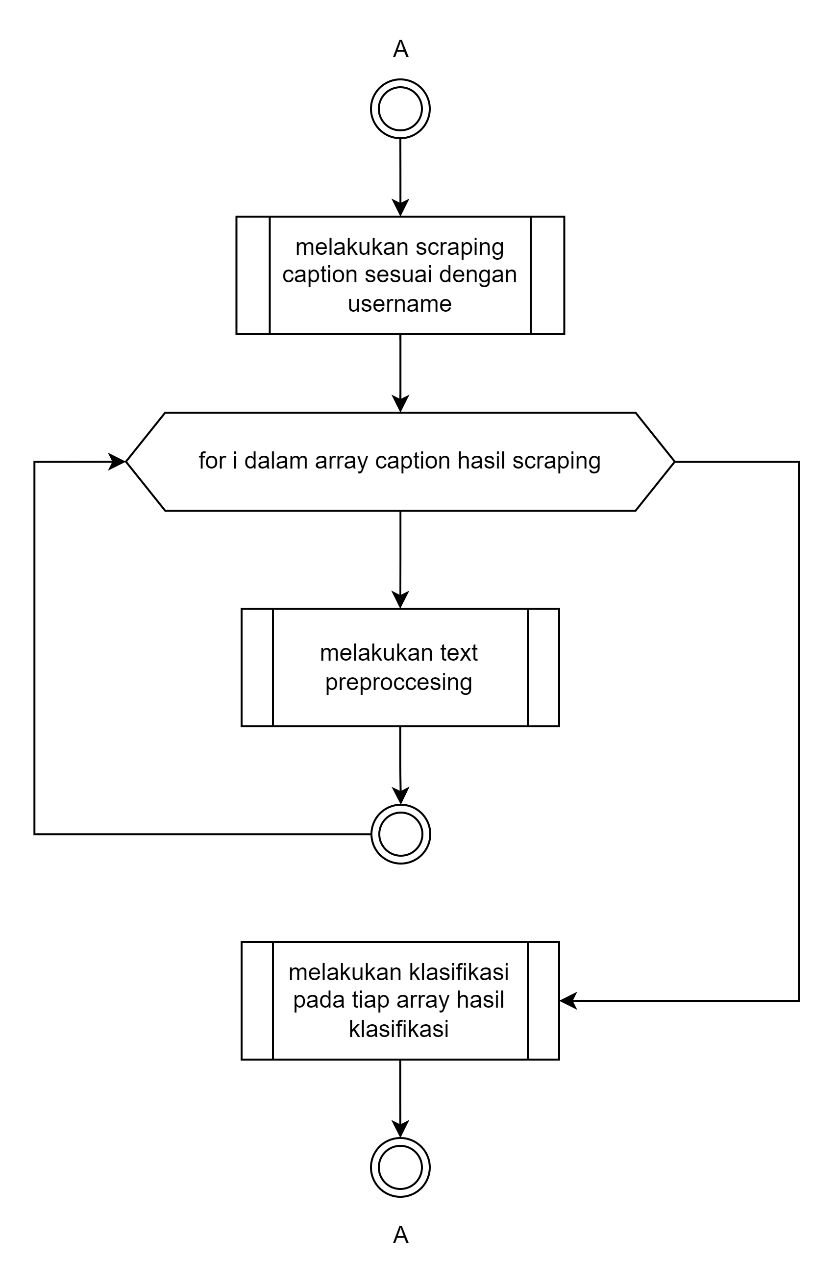 A
melakukan scraping
caption sesuai dengan
username
for i dalam array caption hasil scraping
melakukan text
preproccesing
melakukan klasifikasi
pada tiap array hasil
klasifikasi
A